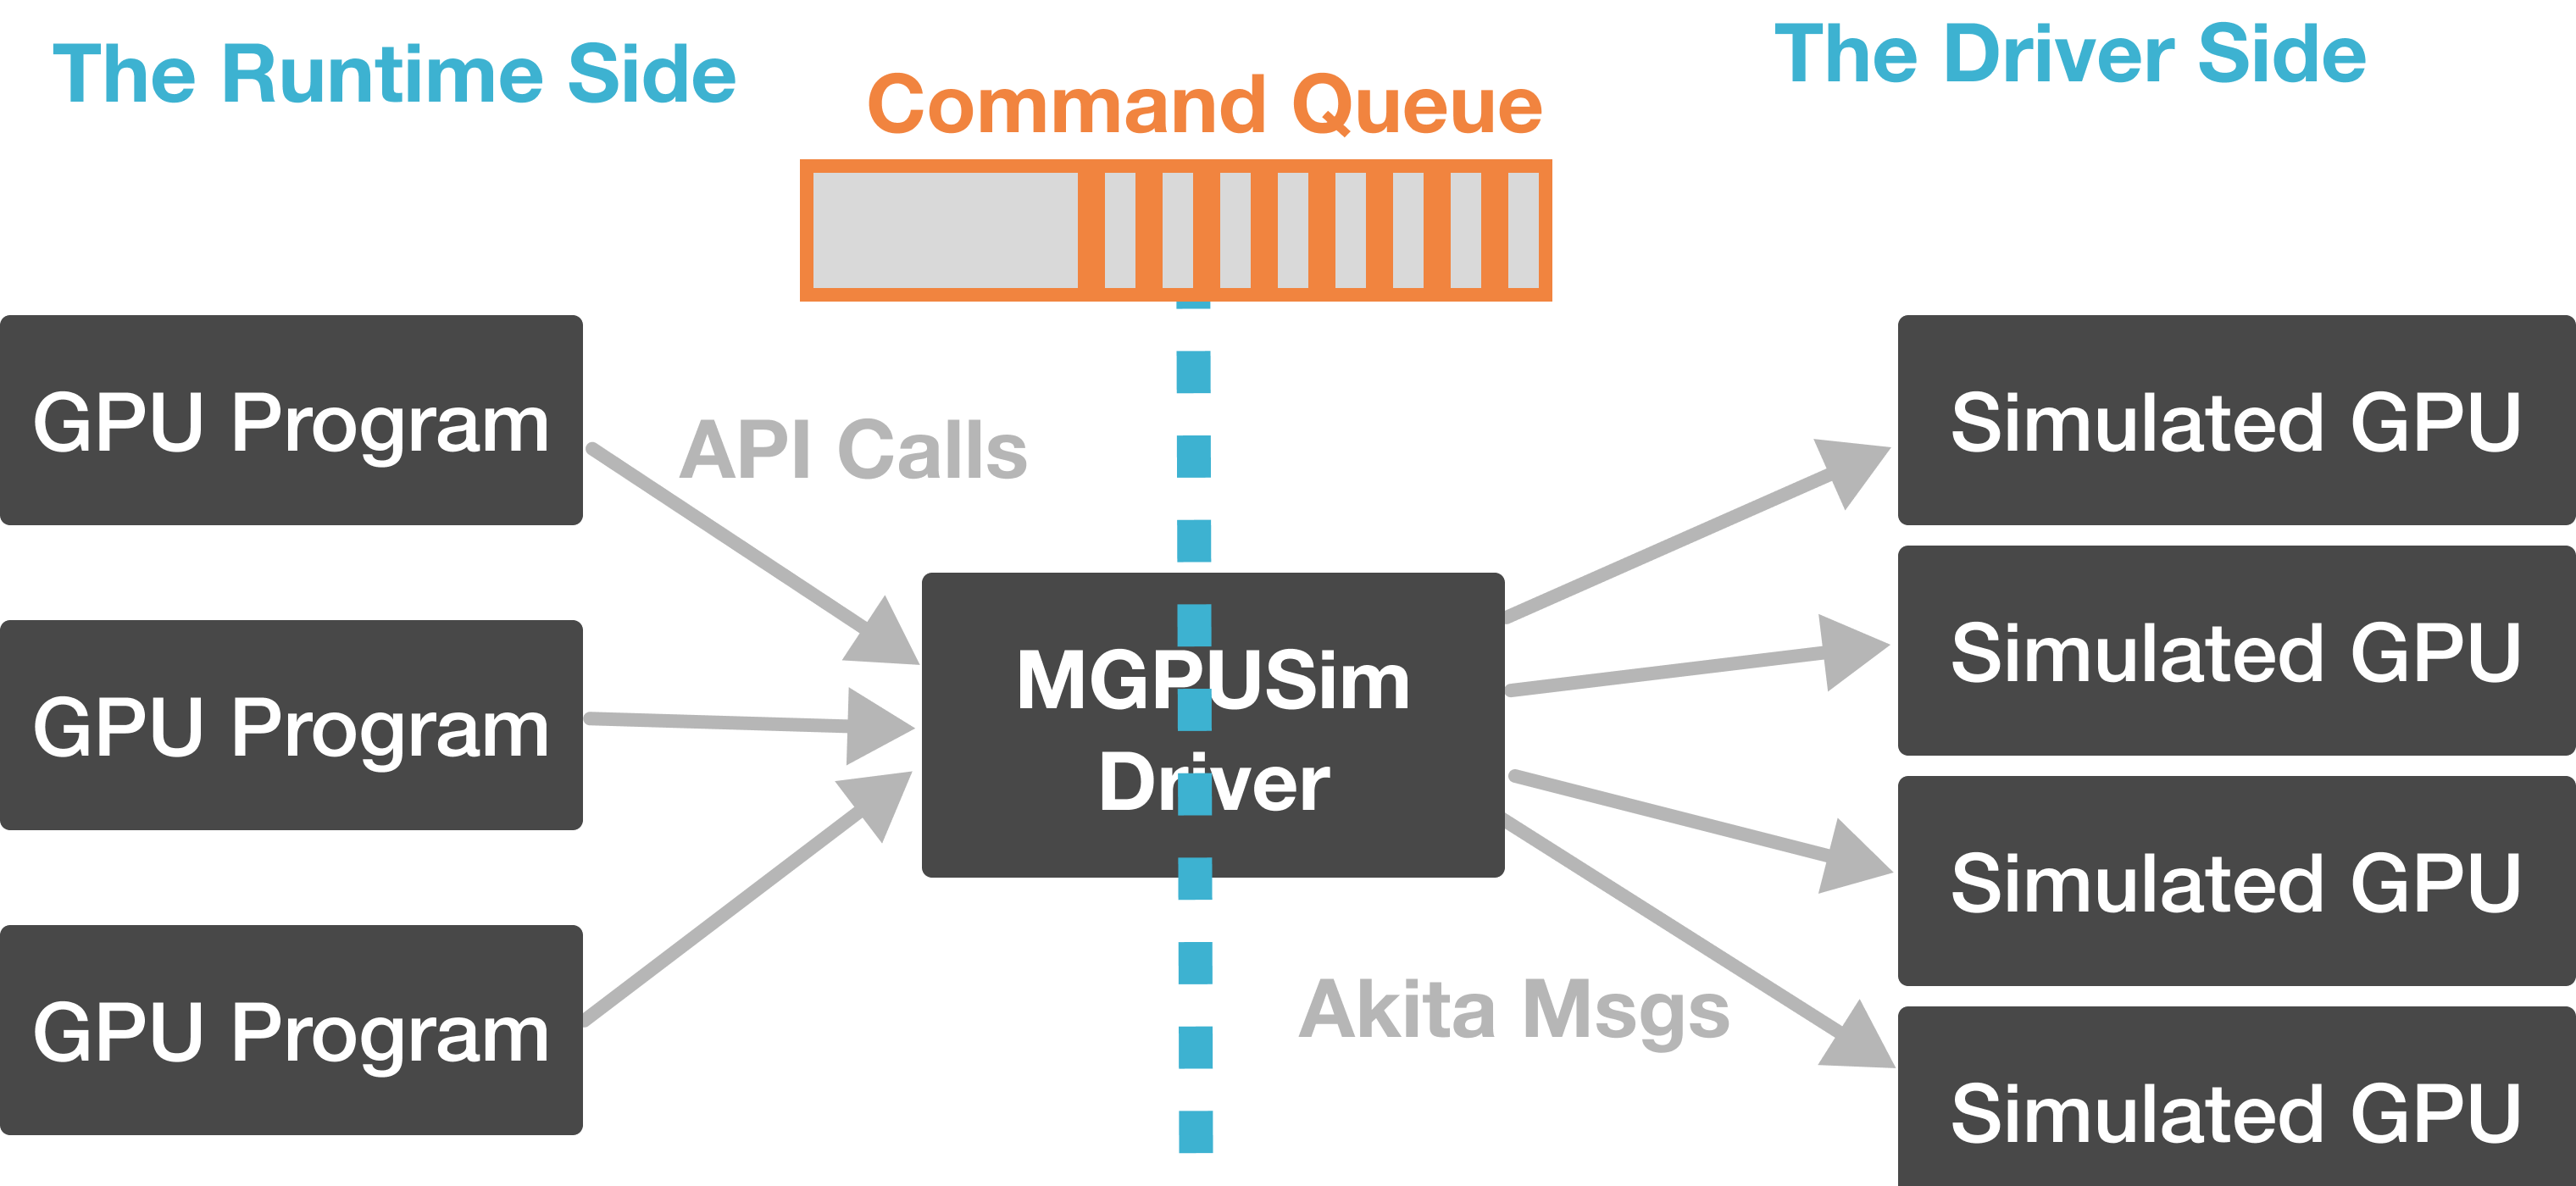 The Runtime Side
Command Queue
The Driver Side
GPU Program
API Calls
GPU Program
GPU Program
MGPUSim
Driver
Akita Msgs
Simulated GPU
Simulated GPU
Simulated GPU
Simulated GPU